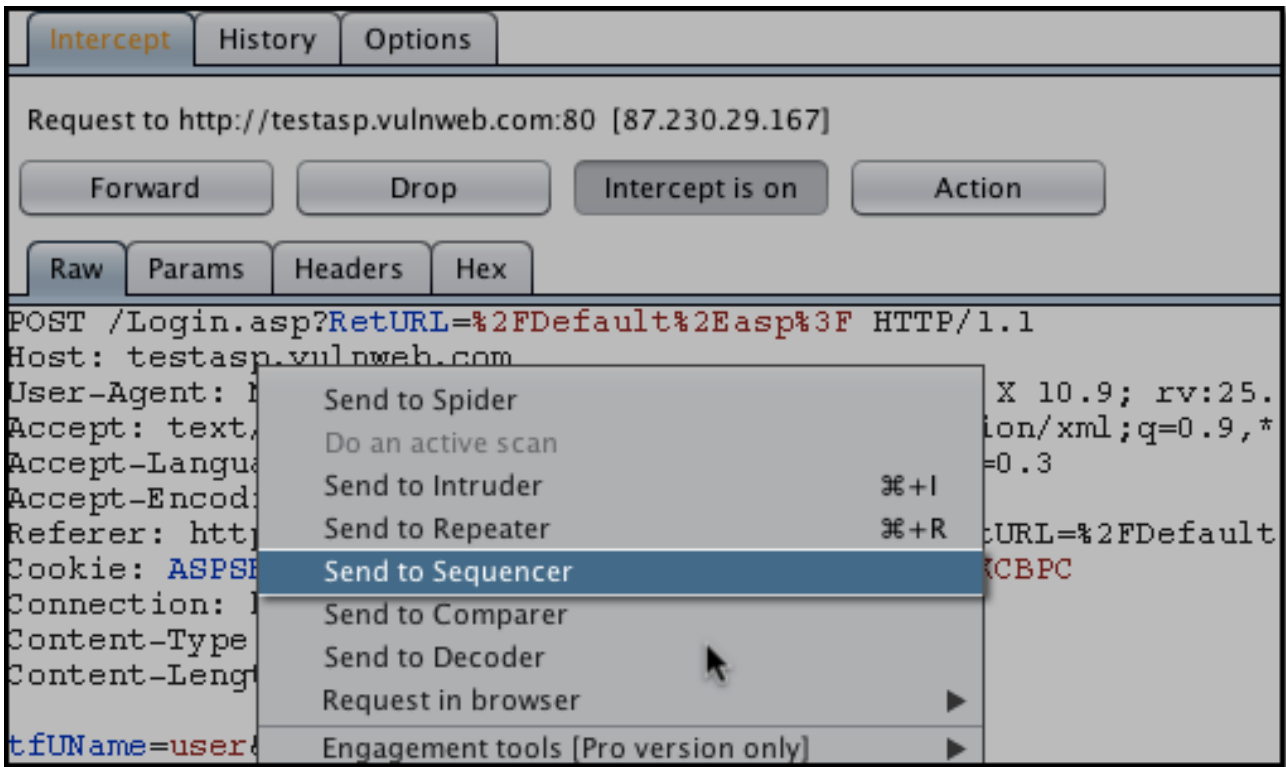 Intercept History Options
Request to http://testasp.vulnweb.com:80 [87.230.29.167]
Forward Drop Intercept is on Action
Raw Params Headers Hex
POST /Login.asp?RetURL=%2FDefault%2Easp%3F HTTP/1.1
Host: testasp.vulnweb.com
User-Agent: X 10.9; rv:25.
Accept: text, ion/xml;q=0.9,*
Accept-Langua =0.3
Accept-Encod
Referer: http tURL=%2FDefault
Cookie: ASPSE CBPC
Connection:
Content-Type
Content-Lengt
tfUName=user&
Send to Spider
Do an active scan
Send to Intruder ⌘+I
Send to Repeater ⌘+R
Send to Sequencer
Send to Comparer
Send to Decoder
Request in browser
Engagement tools [Pro version only]